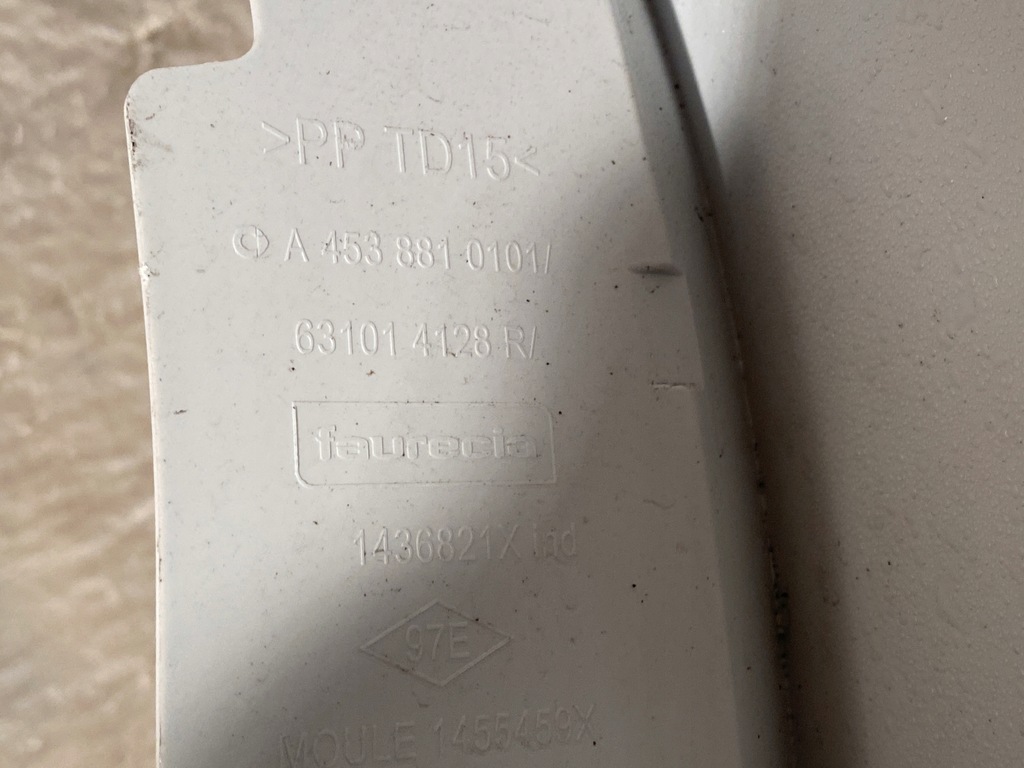 >PP TD15<
A 453 881 0101/
63101 4128 R/
faurecia
1436821X ind
97E
MOULE 1455459X